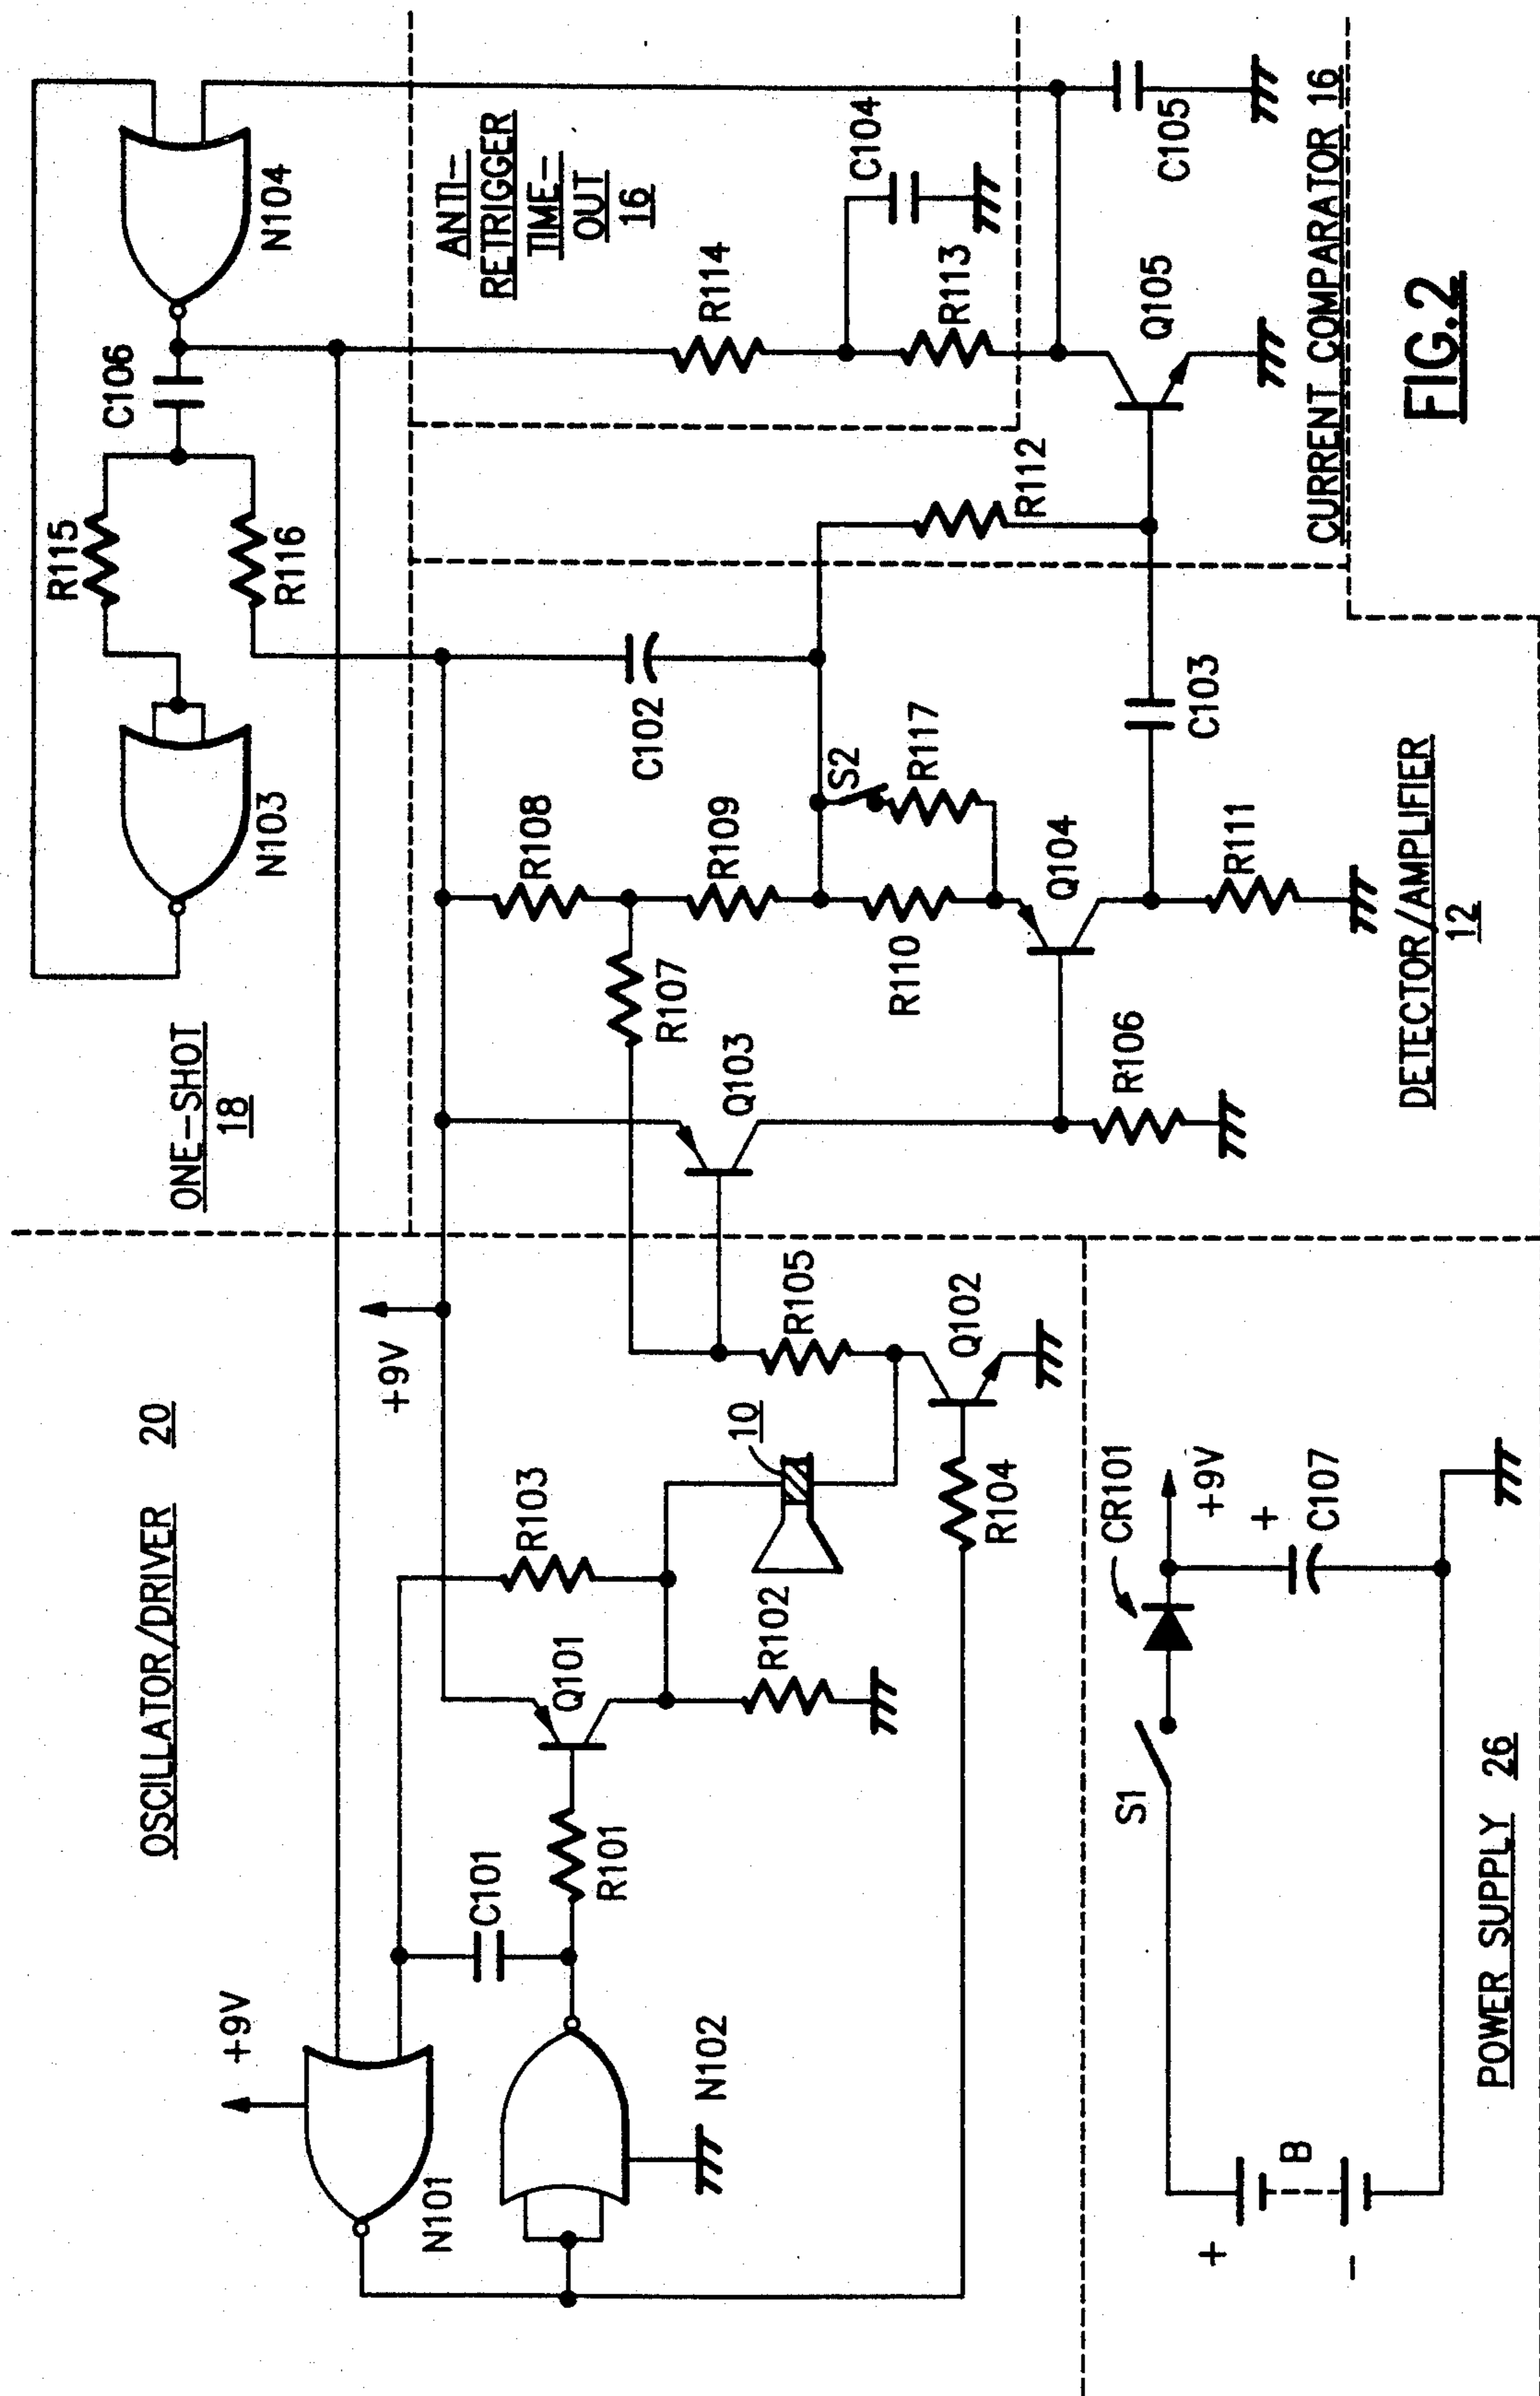 OSCILLATOR/DRIVER 20
+9V
N101
N102
C101
R101
Q101
R102
R103
10
R104
Q102
R105
+9V
ONE-SHOT
18
N103
R115
R116
C106
N104
ANTI-
RETRIGGER
TIME-
OUT
16
R114
C104
R113
Q103
R107
R106
R108
R109
R110
C102
S2
R117
Q104
R111
C103
DETECTOR/AMPLIFIER
12
R112
Q105
C105
CURRENT COMPARATOR 16
S1
CR101
+9V
+
C107
+
B
-
POWER SUPPLY 26
FIG.2